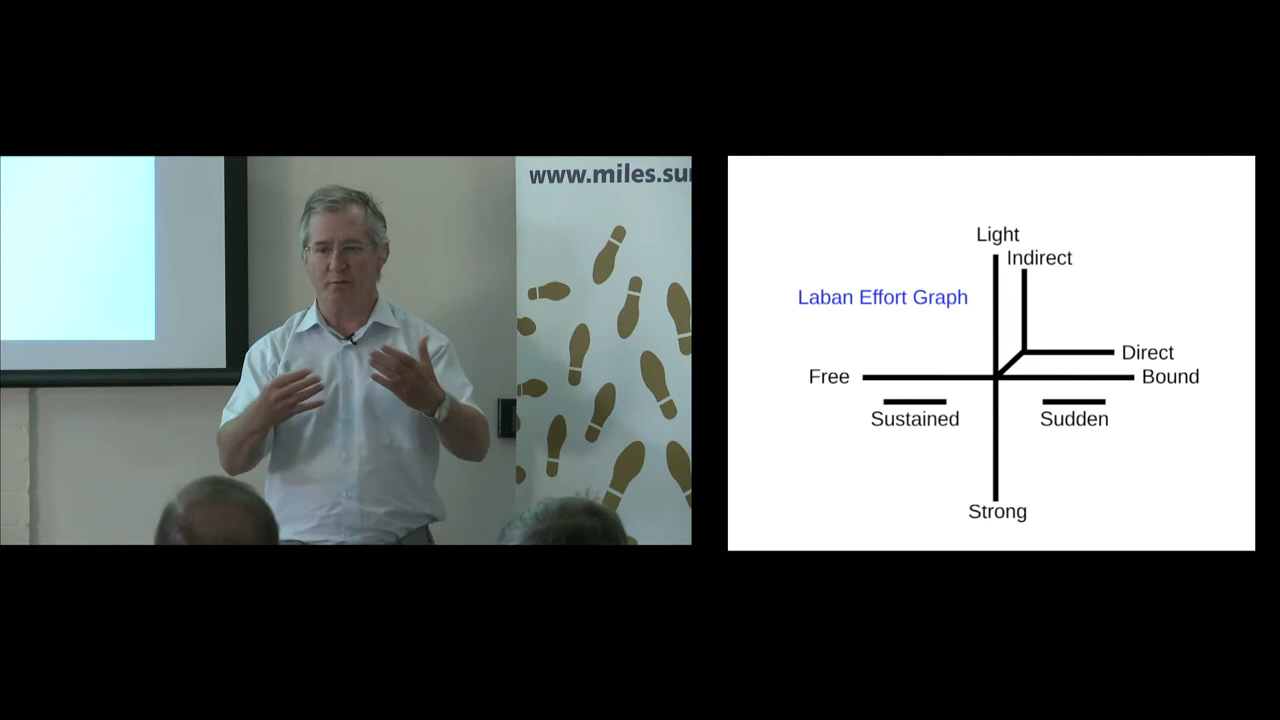 www.miles.su
Light
Indirect
Laban Effort Graph
Direct
Free
Bound
Sustained
Sudden
Strong